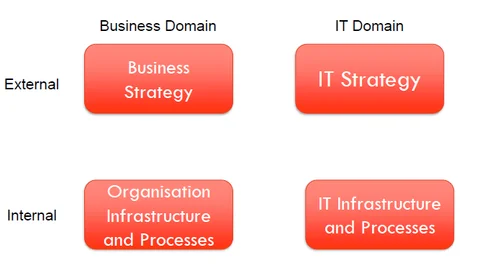 Business Domain
IT Domain
External
Business
Strategy
IT Strategy
Internal
Organisation
Infrastructure
and Processes
IT Infrastructure
and Processes